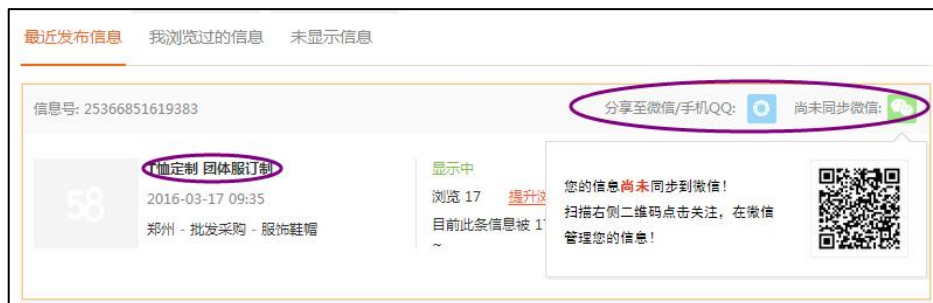 最近发布信息 我浏览过的信息 未显示信息
信息号: 25366851619383 分享至微信/手机QQ: 尚未同步微信:
58
T恤定制 团体服订制
2016-03-17 09:35
郑州 - 批发采购 - 服饰鞋帽
显示中
浏览 17 提升浏
目前此条信息被 17
~
您的信息尚未同步到微信!
扫描右侧二维码点击关注，在微信
管理您的信息!